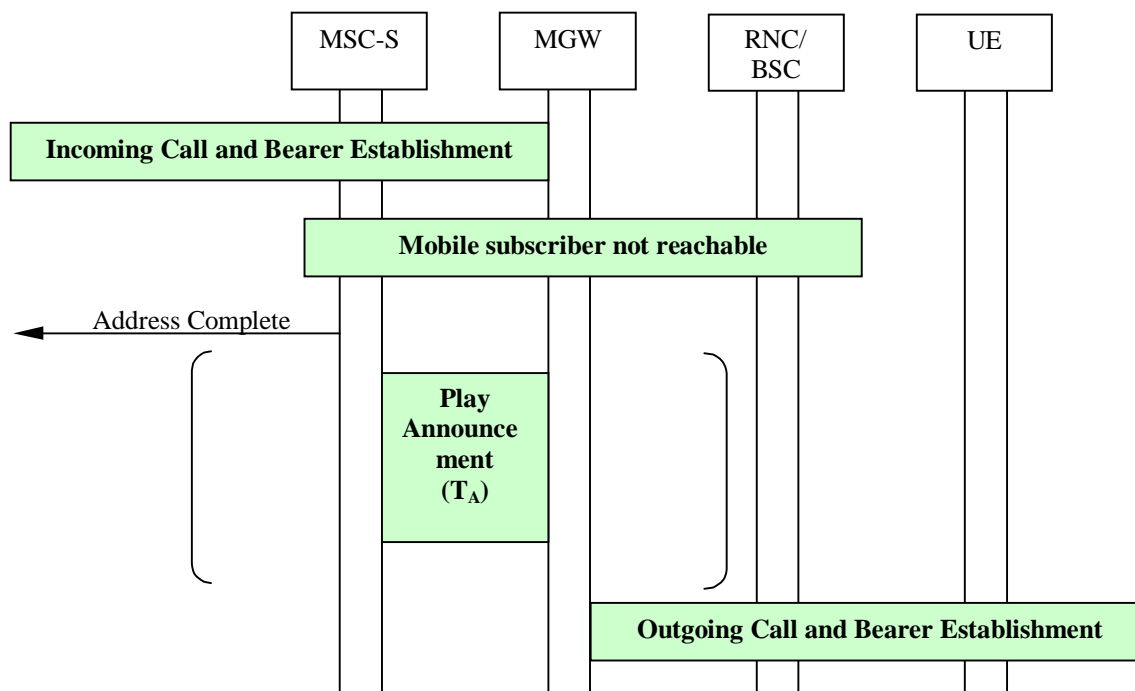 MSC-S
MGW
RNC/
BSC
UE
Incoming Call and Bearer Establishment
Mobile subscriber not reachable
Address Complete
Play
Announce
ment
(TA)
Outgoing Call and Bearer Establishment